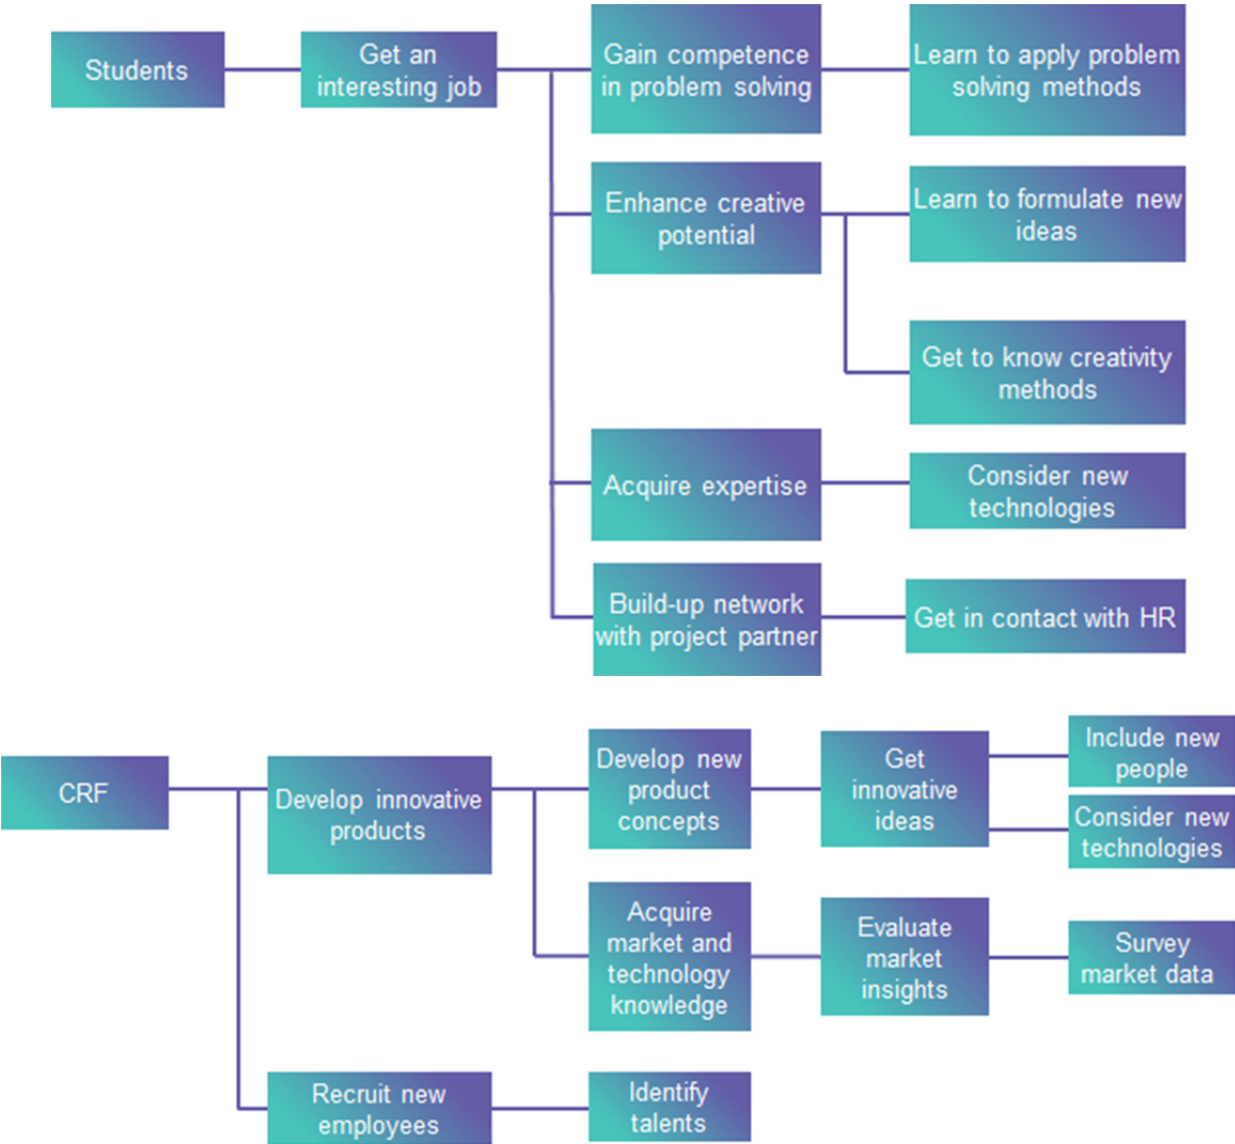 Students
Get an
interesting job
Gain competence
in problem solving
Learn to apply problem
solving methods
Enhance creative
potential
Learn to formulate new
ideas
Get to know creativity
methods
Acquire expertise
Consider new
technologies
Build-up network
with project partner
Get in contact with HR
CRF
Develop innovative
products
Develop new
product
concepts
Get
innovative
ideas
Include new
people
Consider new
technologies
Acquire
market and
technology
knowledge
Evaluate
market
insights
Survey
market data
Recruit new
employees
Identify
talents